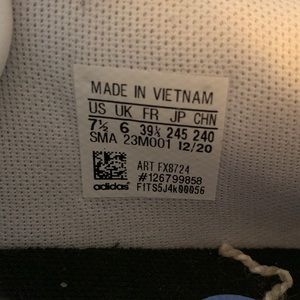 MADE IN VIETNAM
US UK FR JP CHN
7½ 6 39⅓ 245 240
SMA 23M001 12/20
ART FX8724
#126799858
adidas F1TS5J4k00056